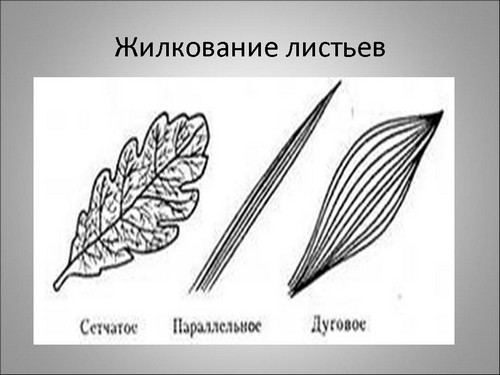 Жилкование листьев
Сетчатое Параллельное Дуговое